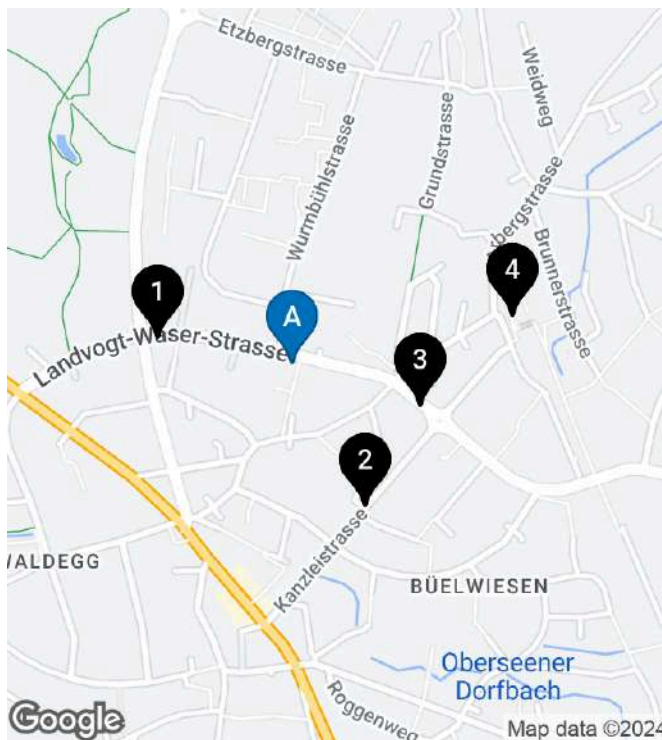 Etzbergstrasse
Weidweg
Wurmbühlstrasse
Grundstrasse
rbergstrasse
Brunnerstrasse
4
1
A
Landvogt-Waser-Strasse
3
2
Kanzleistrasse
WALDEGG
BÜELWIESEN
Oberseener
Dorfbach
Roggenweg
Google
Map data ©2024